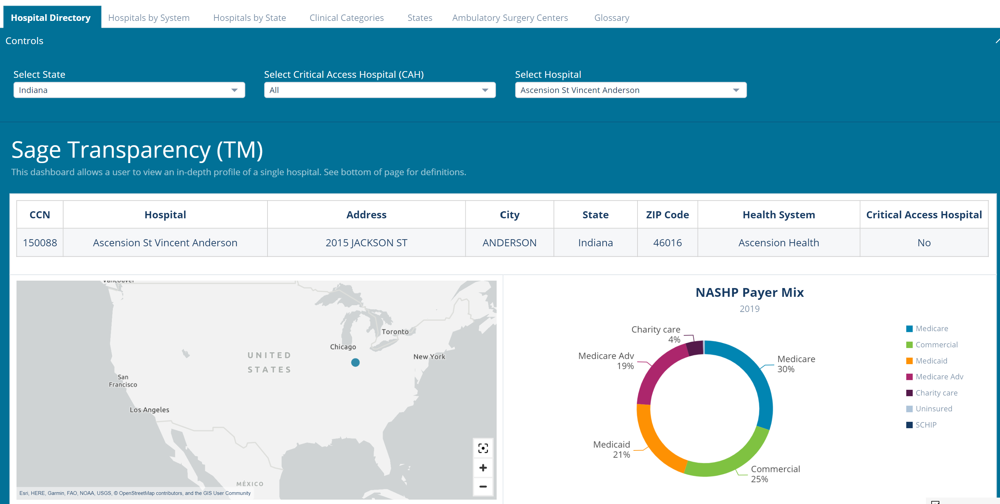 Hospital Directory Hospitals by System Hospitals by State Clinical Categories States Ambulatory Surgery Centers Glossary
Controls
Select State Select Critical Access Hospital (CAH) Select Hospital
Indiana All Ascension St Vincent Anderson
Sage Transparency (TM)
This dashboard allows a user to view an in-depth profile of a single hospital. See bottom of page for definitions.
CCN Hospital Address City State ZIP Code Health System Critical Access Hospital
150088 Ascension St Vincent Anderson 2015 JACKSON ST ANDERSON Indiana 46016 Ascension Health No
Vancouver
Toronto
Chicago
New York
UNITED
STATES
San
Francisco
Los Angeles
MÉXICO
Esri, HERE, Garmin, FAO, NOAA, USGS, © OpenStreetMap contributors, and the GIS User Community
NASHP Payer Mix
2019
Charity care
4%
Medicare Adv
19%
Medicare
30%
Medicaid
21%
Commercial
25%
Medicare
Commercial
Medicaid
Medicare Adv
Charity care
Uninsured
SCHIP